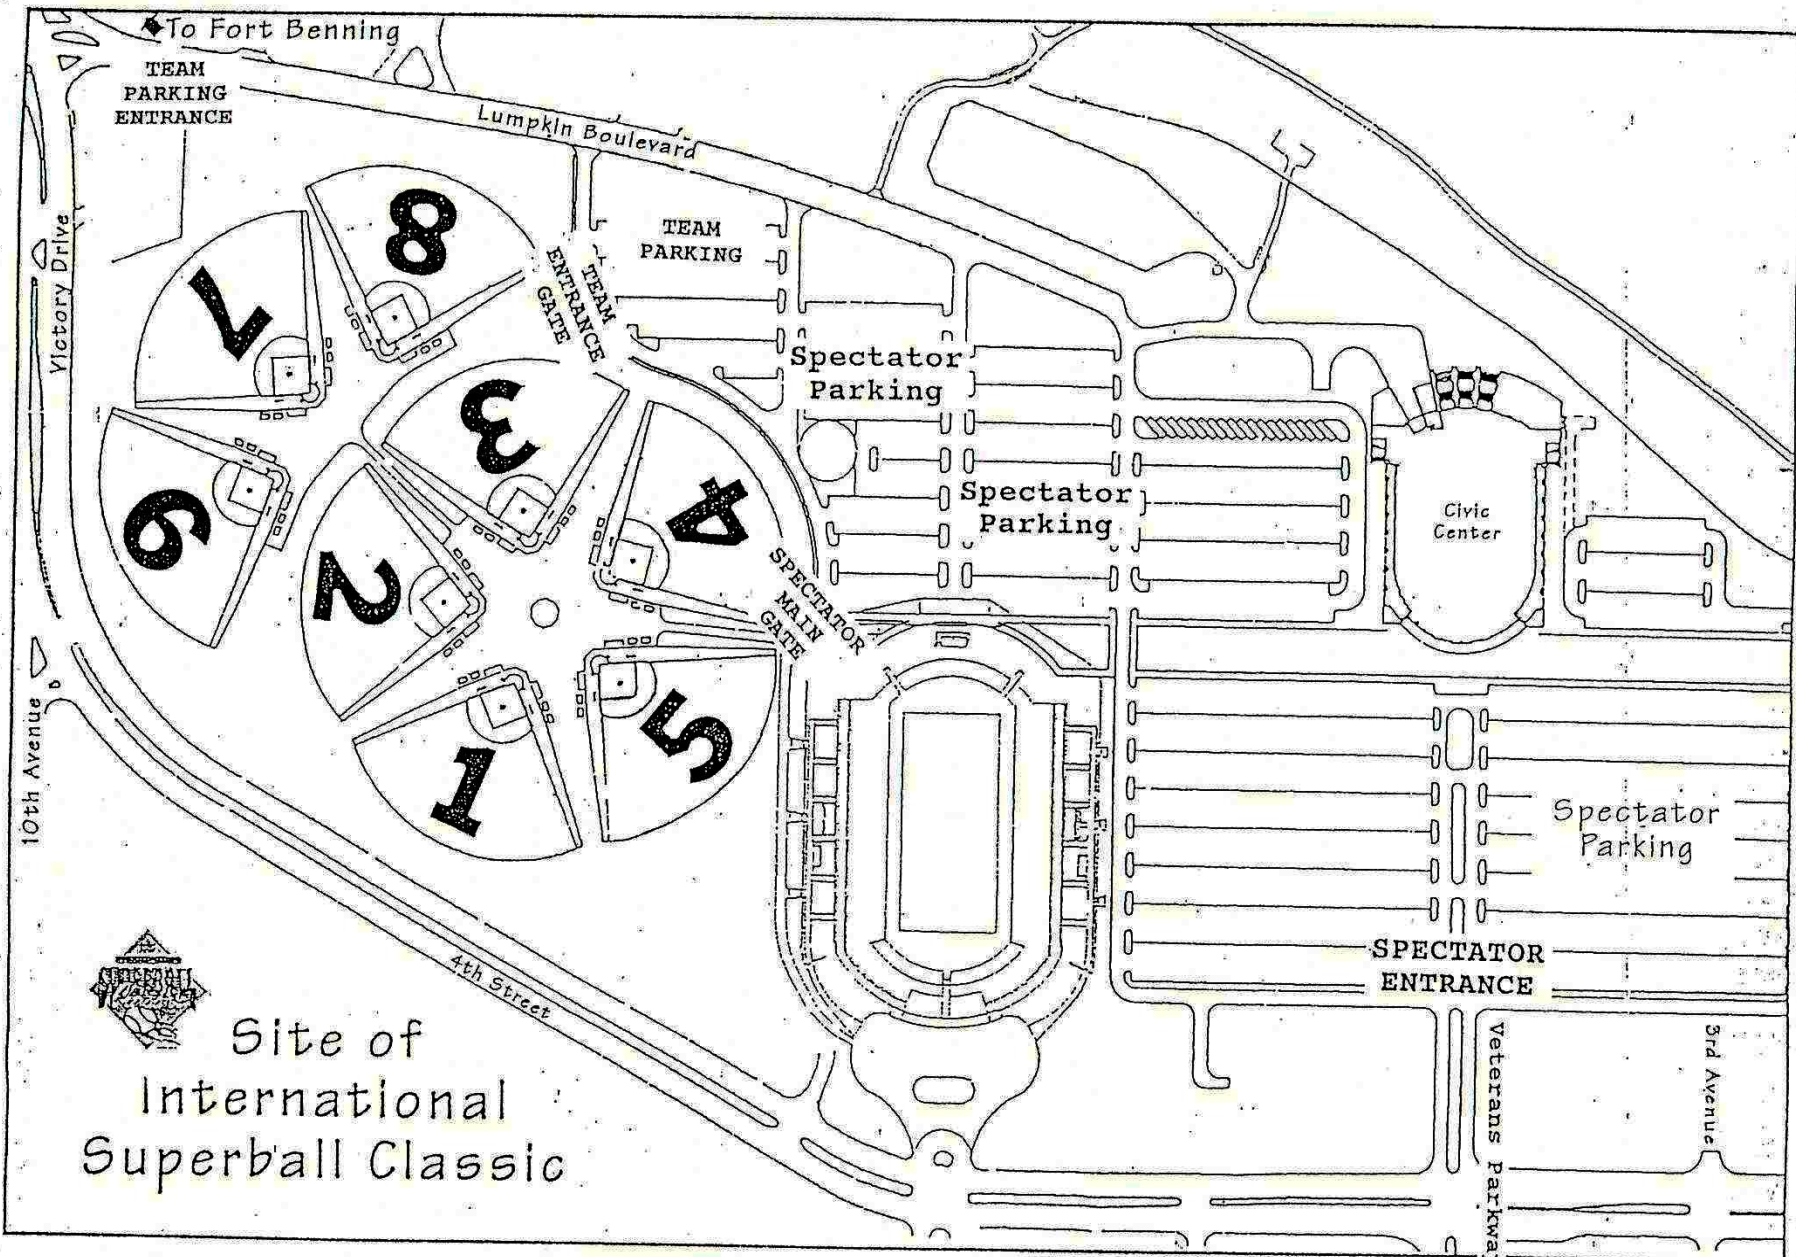 To Fort Benning
TEAM
PARKING
ENTRANCE
Lumpkin Boulevard
Victory Drive
8
7
TEAM
PARKING
TEAM
ENTRANCE
GATE
Spectator
Parking
3
4
6
2
Spectator
Parking
Civic
Center
SPECTATOR
MAIN
GATE
10th Avenue
1
5
Spectator
Parking
SPECTATOR
ENTRANCE
4th Street
Site of
International
Superball Classic
Veterans Parkwa
3rd Avenue